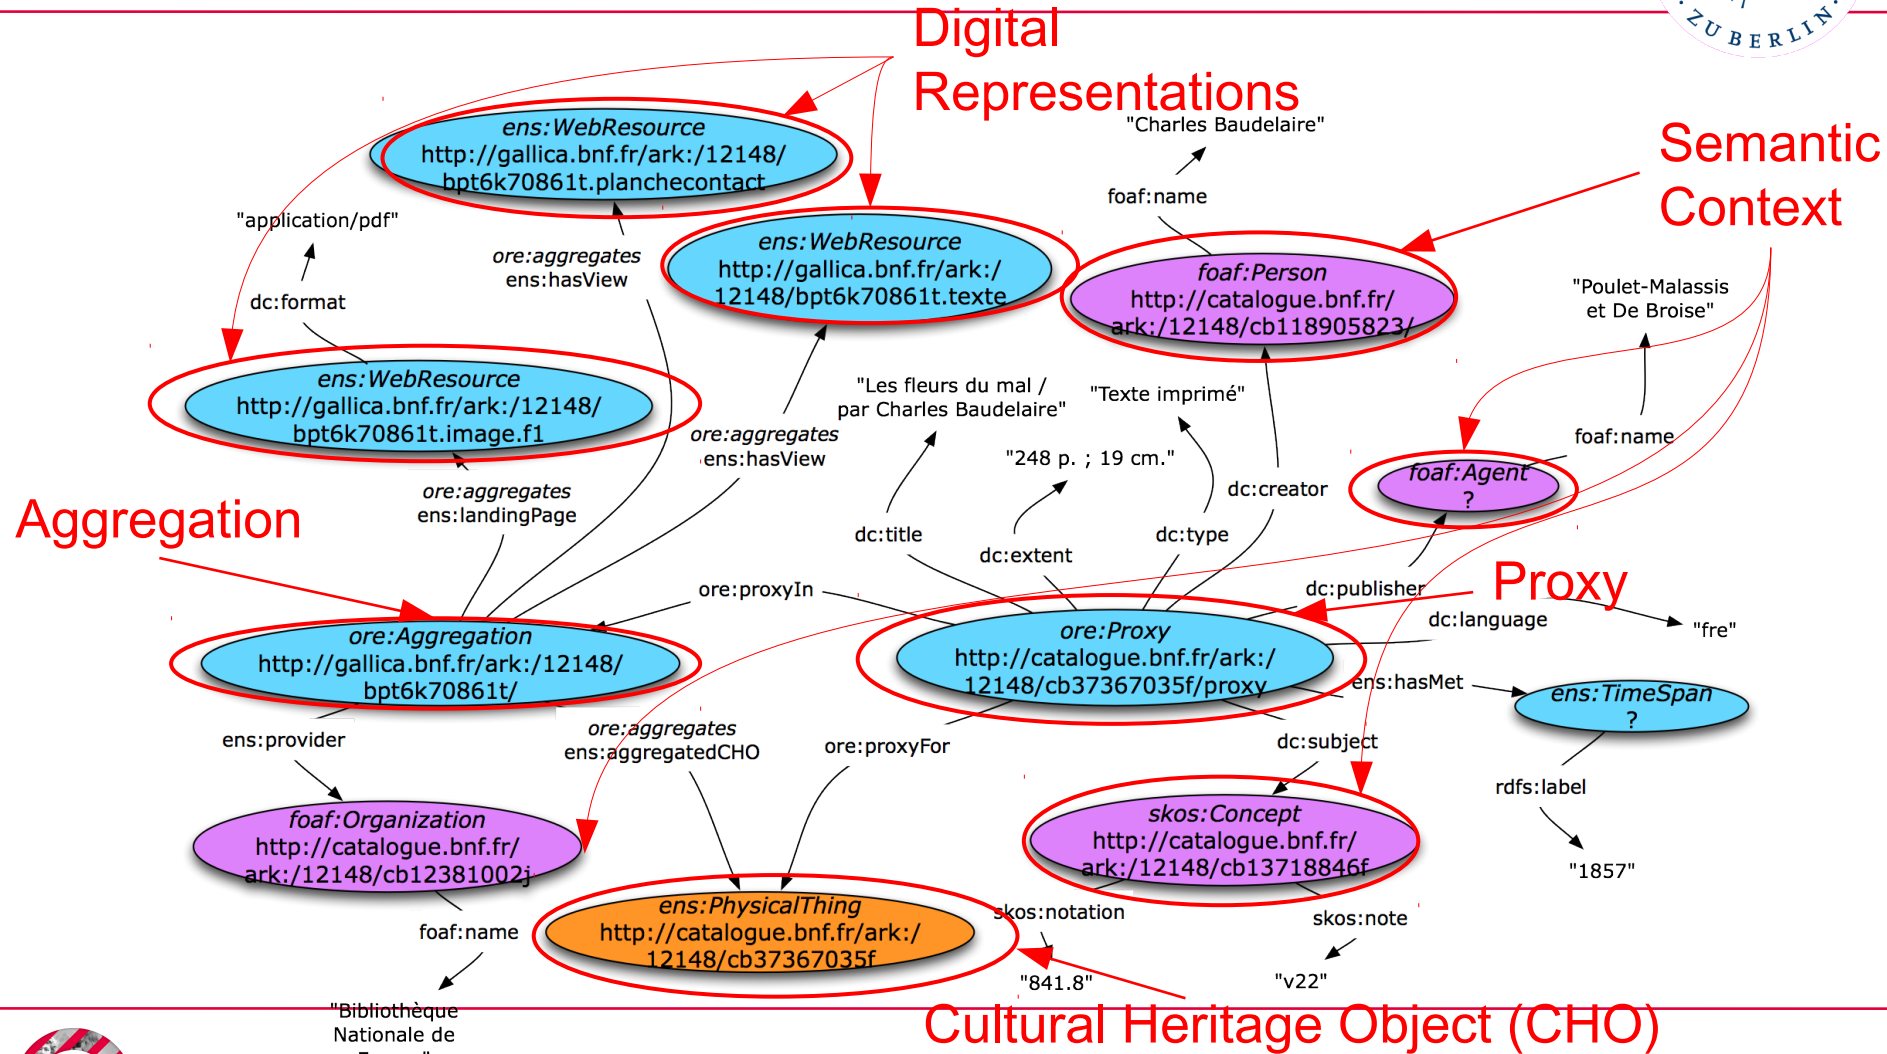 ZU BERLIN
Digital
Representations
Semantic
Context
ens:WebResource
http://gallica.bnf.fr/ark:/12148/
bpt6k70861t.planchecontact
"Charles Baudelaire"
foaf:name
"application/pdf"
dc:format
ore:aggregates
ens:hasView
ens:WebResource
http://gallica.bnf.fr/ark:/
12148/bpt6k70861t.texte
foaf:Person
http://catalogue.bnf.fr/
ark:/12148/cb118905823/
"Poulet-Malassis
et De Broise"
foaf:name
ens:WebResource
http://gallica.bnf.fr/ark:/12148/
bpt6k70861t.image.f1
"Les fleurs du mal /
par Charles Baudelaire"
"Texte imprimé"
ore:aggregates
ens:hasView
"248 p. ; 19 cm."
foaf:Agent
?
ore:aggregates
ens:landingPage
dc:creator
Aggregation
dc:title
dc:extent
dc:type
ore:proxyIn
dc:publisher
Proxy
dc:language
"fre"
ore:Aggregation
http://gallica.bnf.fr/ark:/12148/
bpt6k70861t/
ore:Proxy
http://catalogue.bnf.fr/ark:/
12148/cb37367035f/proxy
ens:hasMet
ens:TimeSpan
?
ens:provider
ore:aggregates
ens:aggregatedCHO
ore:proxyFor
dc:subject
rdfs:label
"1857"
foaf:Organization
http://catalogue.bnf.fr/
ark:/12148/cb12381002j
skos:Concept
http://catalogue.bnf.fr/
ark:/12148/cb13718846f
foaf:name
ens:PhysicalThing
http://catalogue.bnf.fr/ark:/
12148/cb37367035f
skos:notation
skos:note
"841.8"
"v22"
"Bibliothèque
Nationale de
Cultural Heritage Object (CHO)